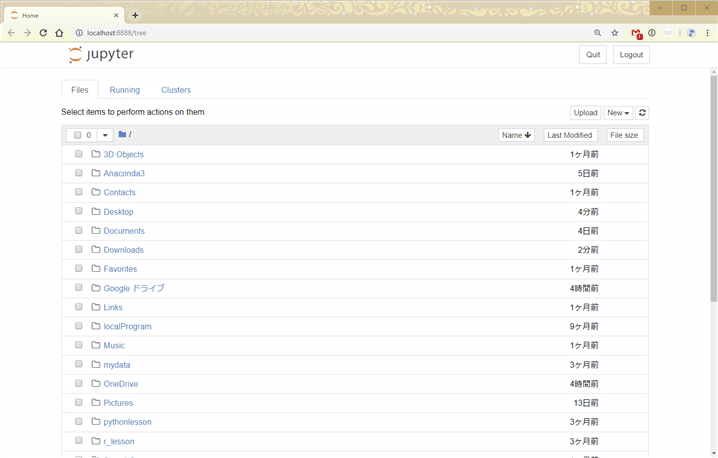 Home
localhost:8888/tree
1
jupyter
Quit
Logout
Files
Running
Clusters
Select items to perform actions on them.
Upload
New
0
/
Name
Last Modified
File size
3D Objects
1ヶ月前
Anaconda3
5日前
Contacts
1ヶ月前
Desktop
4分前
Documents
4日前
Downloads
2分前
Favorites
1ヶ月前
Google ドライブ
4時間前
Links
1ヶ月前
localProgram
9ヶ月前
Music
1ヶ月前
mydata
3ヶ月前
OneDrive
4時間前
Pictures
13日前
pythonlesson
3ヶ月前
r_lesson
3ヶ月前